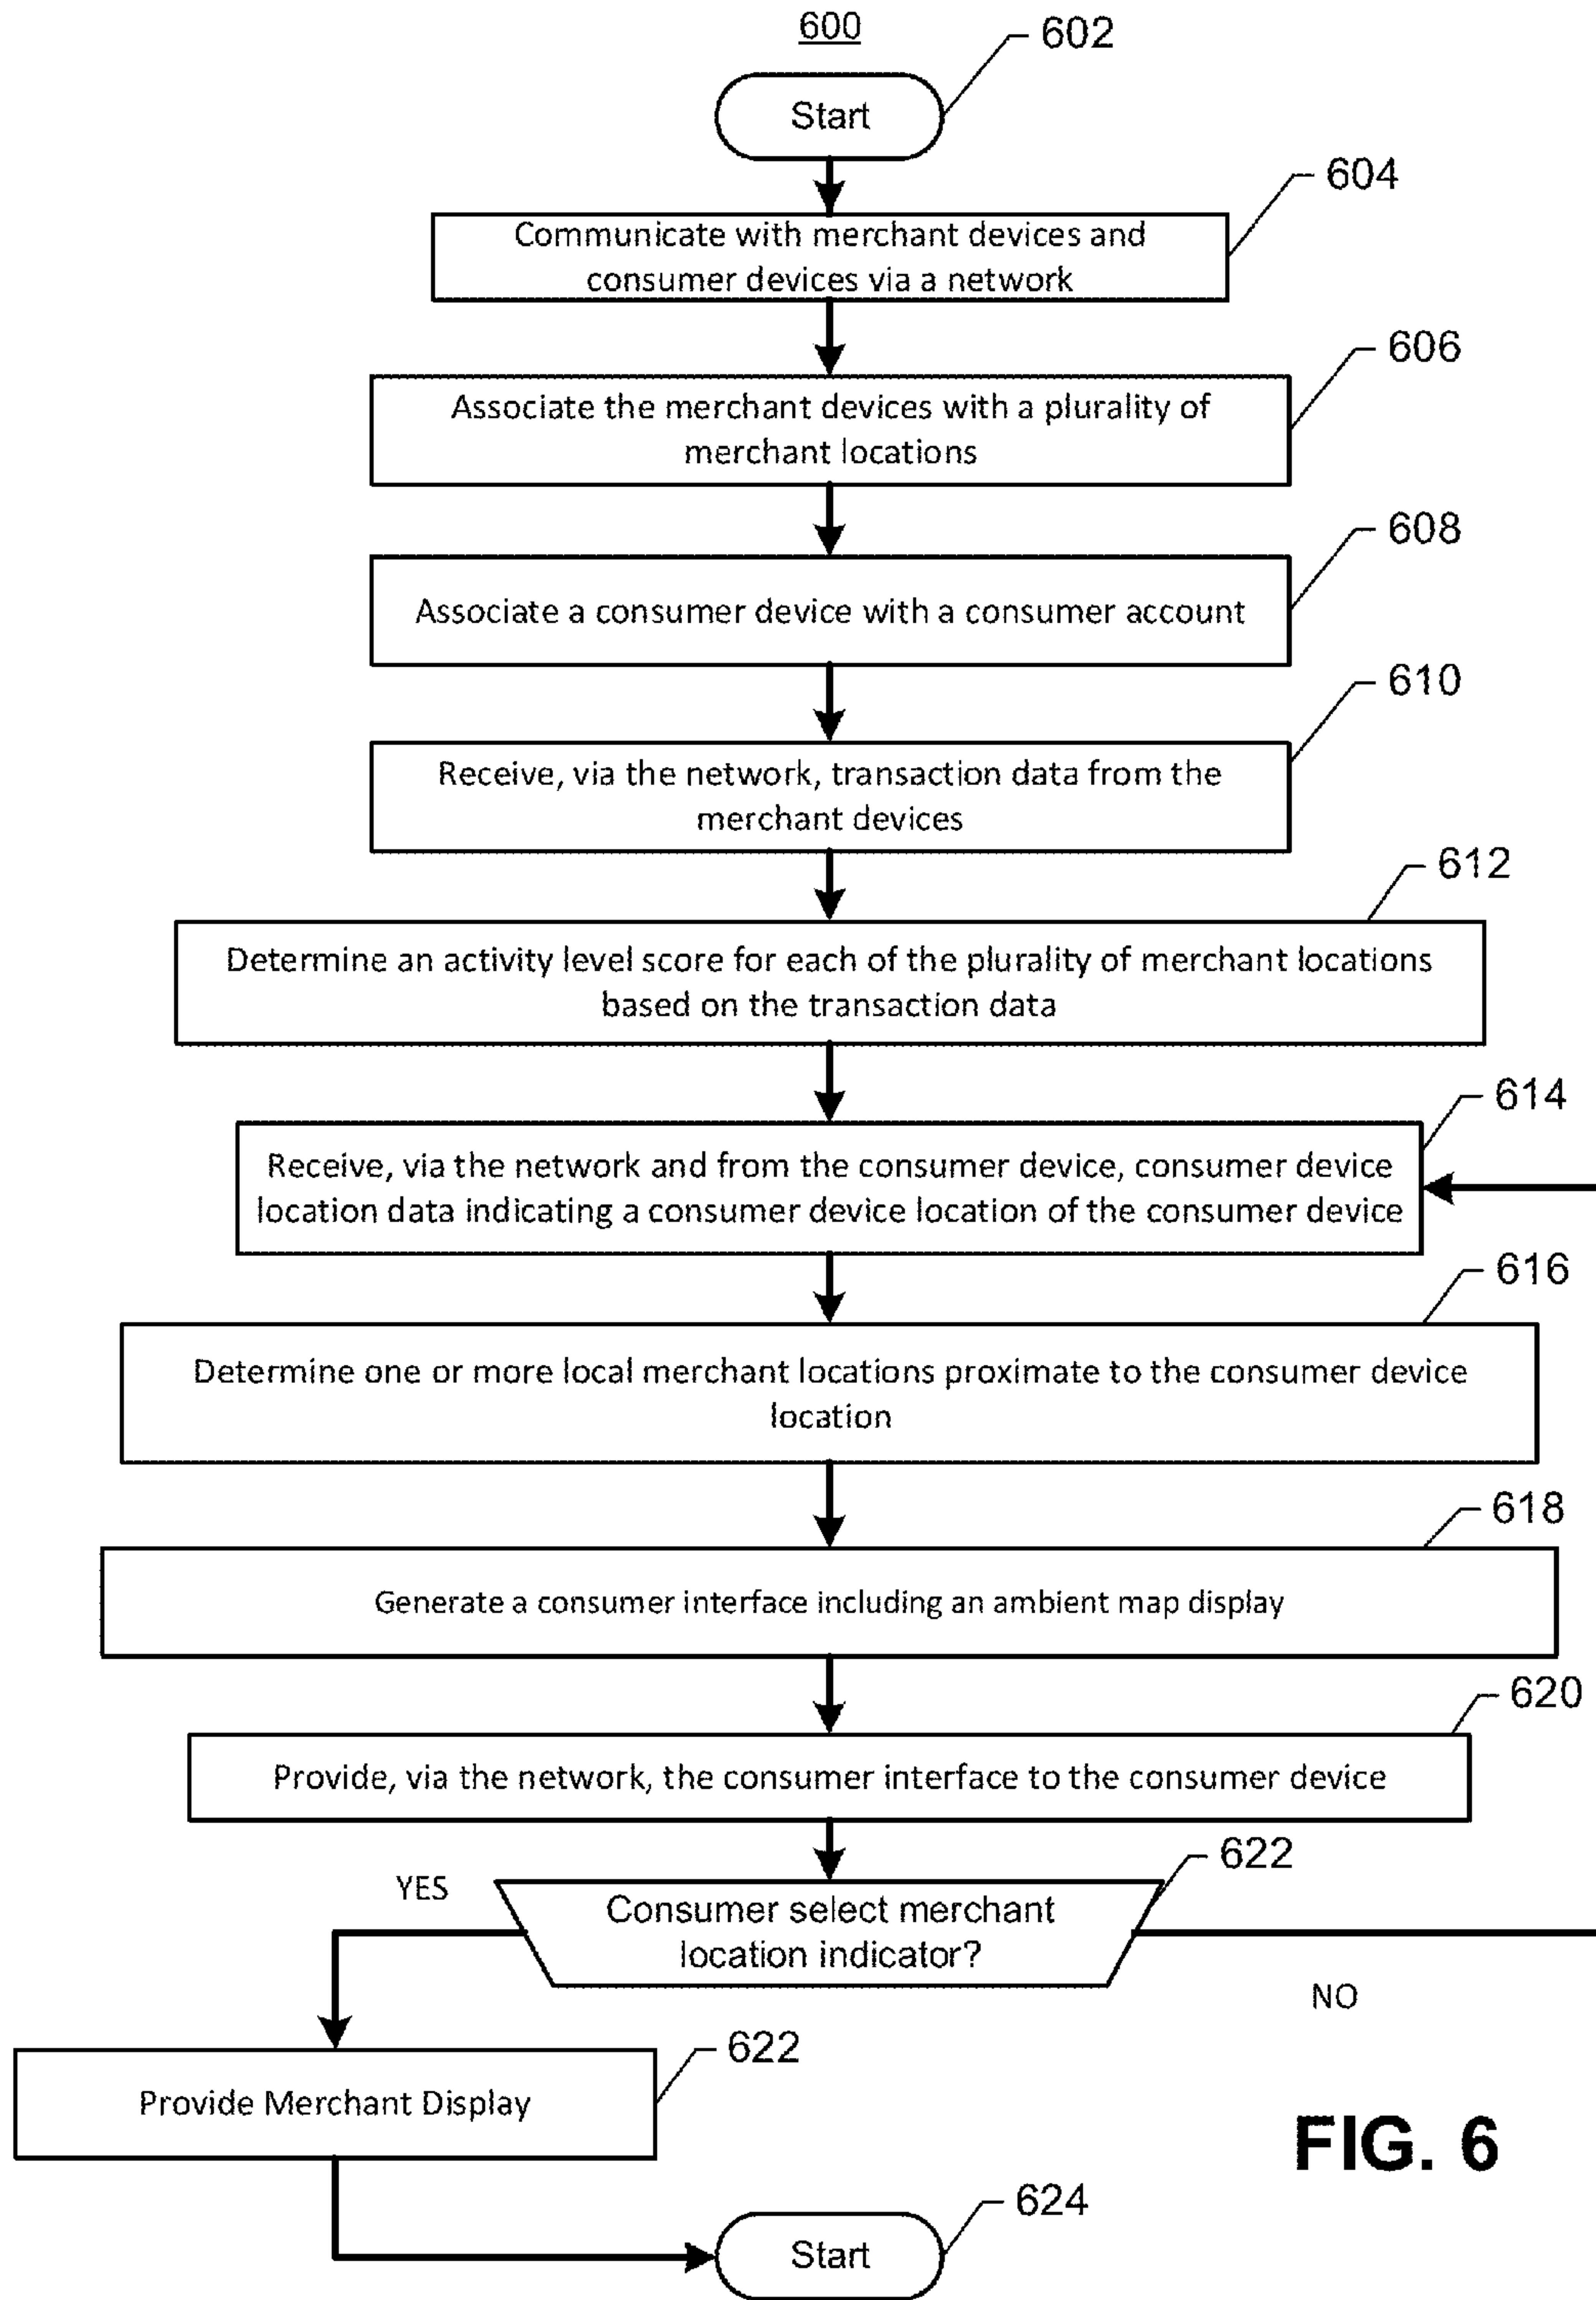 600
602
Start
604
Communicate with merchant devices and
consumer devices via a network
606
Associate the merchant devices with a plurality of
merchant locations
608
Associate a consumer device with a consumer account
610
Receive, via the network, transaction data from the
merchant devices
612
Determine an activity level score for each of the plurality of merchant locations
based on the transaction data
614
Receive, via the network and from the consumer device, consumer device
location data indicating a consumer device location of the consumer device
616
Determine one or more local merchant locations proximate to the consumer device
location
618
Generate a consumer interface including an ambient map display
620
Provide, via the network, the consumer interface to the consumer device
622
YES
Consumer select merchant
location indicator?
NO
622
Provide Merchant Display
FIG. 6
624
Start